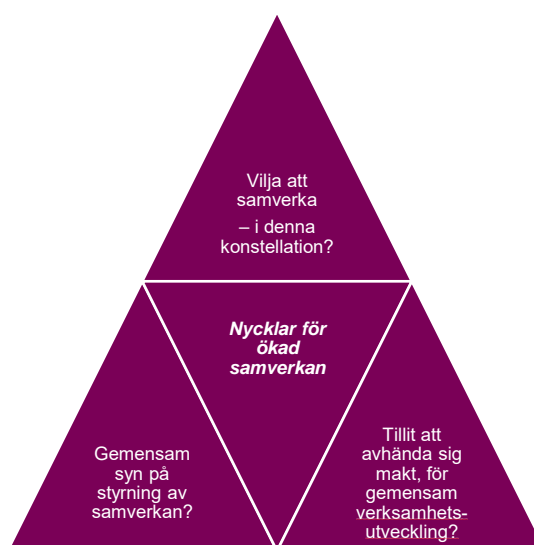 Vilja att
samverka
– i denna
konstellation?
Nycklar för
ökad
samverkan
Gemensam
syn på
styrning av
samverkan?
Tillit att
avhända sig
makt, för
gemensam
verksamhets-
utveckling?